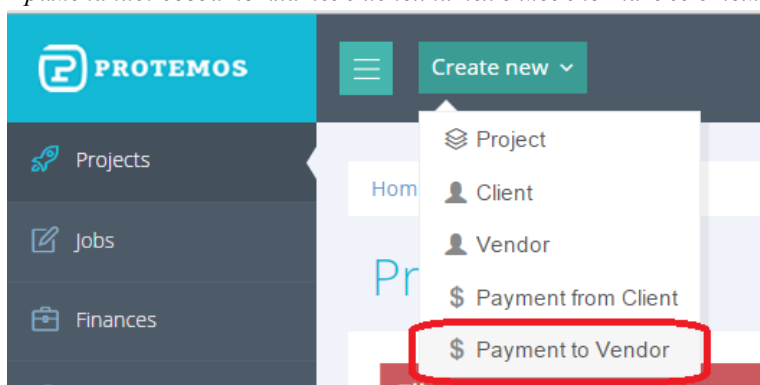 PROTEMOS
Create new
Projects
Project
Hom
Client
Jobs
Vendor
Pr
Payment from Client
Finances
Payment to Vendor